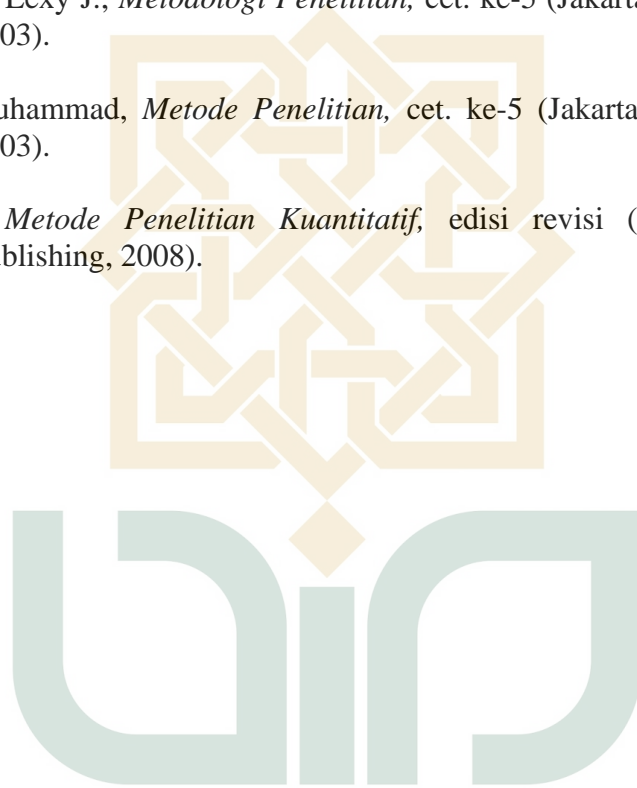 Lexy J., Metodologi Penelitian, cet. ke-5 (Jakarta
03).
uhammad, Metode Penelitian, cet. ke-5 (Jakarta
03).
Metode Penelitian Kuantitatif, edisi revisi (
ublishing, 2008).